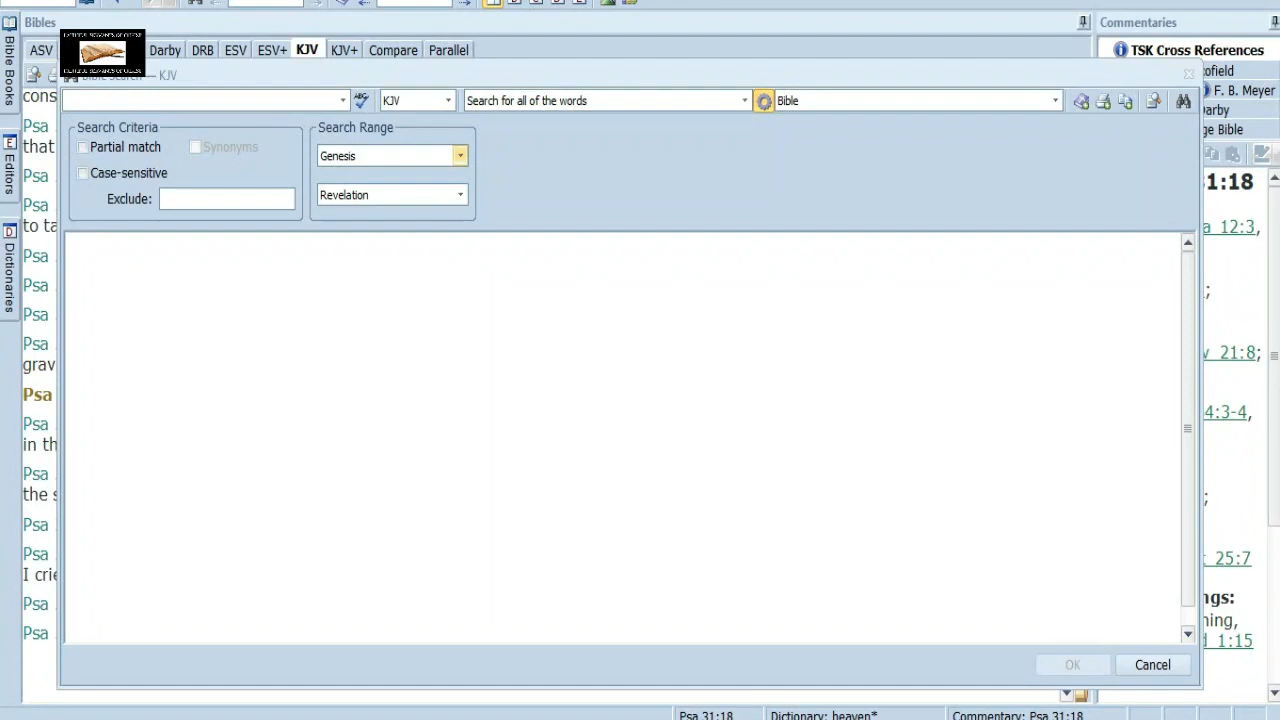 Bibles
Commentaries
ASV
Darby DRB ESV ESV+ KJV KJV+ Compare Parallel
TSK Cross References
Bible Search — KJV
KJV
Search for all of the words
Bible
Search Criteria
Partial match
Synonyms
Case-sensitive
Exclude:
Search Range
Genesis
Revelation
OK
Cancel
Bible Books
Editors
Dictionaries
cons
Psa
that
Psa
Psa
to ta
Psa
Psa
Psa
Psa
grav
Psa
Psa
in th
Psa
the s
Psa
Psa
I crie
Psa
Psa
ofield
F. B. Meyer
arby
ge Bible
31:18
a 12:3,
;
v 21:8;
4:3-4,
;
25:7
ngs:
ning,
d 1:15
Psa 31:18
Dictionary: heaven*
Commentary: Psa 31:18